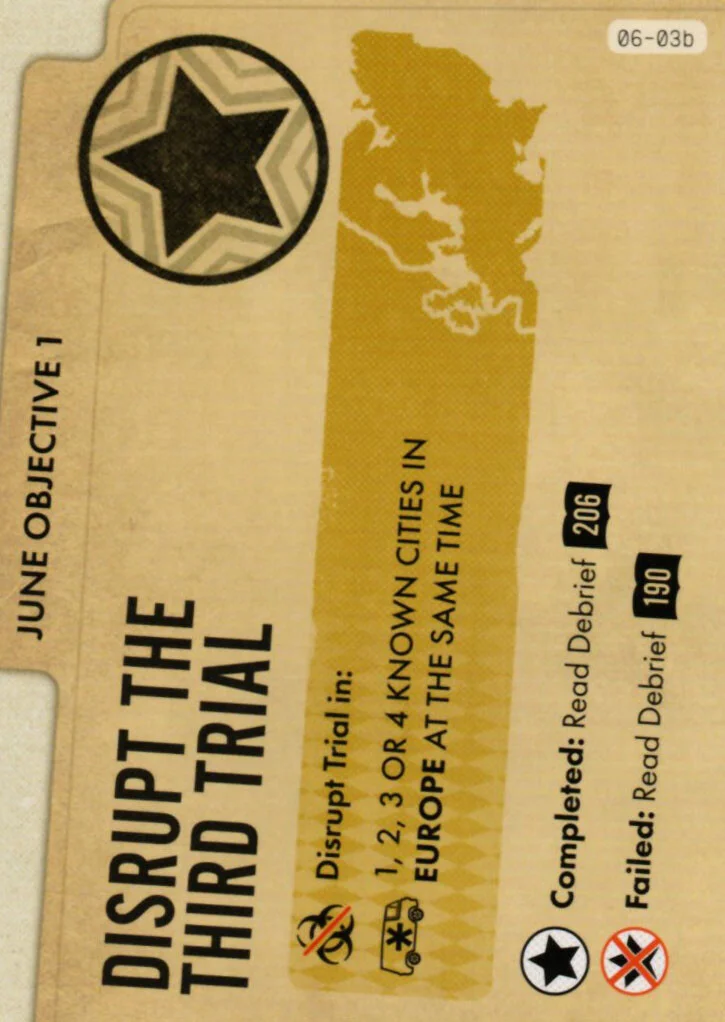 06-03b
JUNE OBJECTIVE 1
DISRUPT THE
THIRD TRIAL
Disrupt Trial in:
1, 2, 3 OR 4 KNOWN CITIES IN
EUROPE AT THE SAME TIME
Completed: Read Debrief 206
Failed: Read Debrief 190